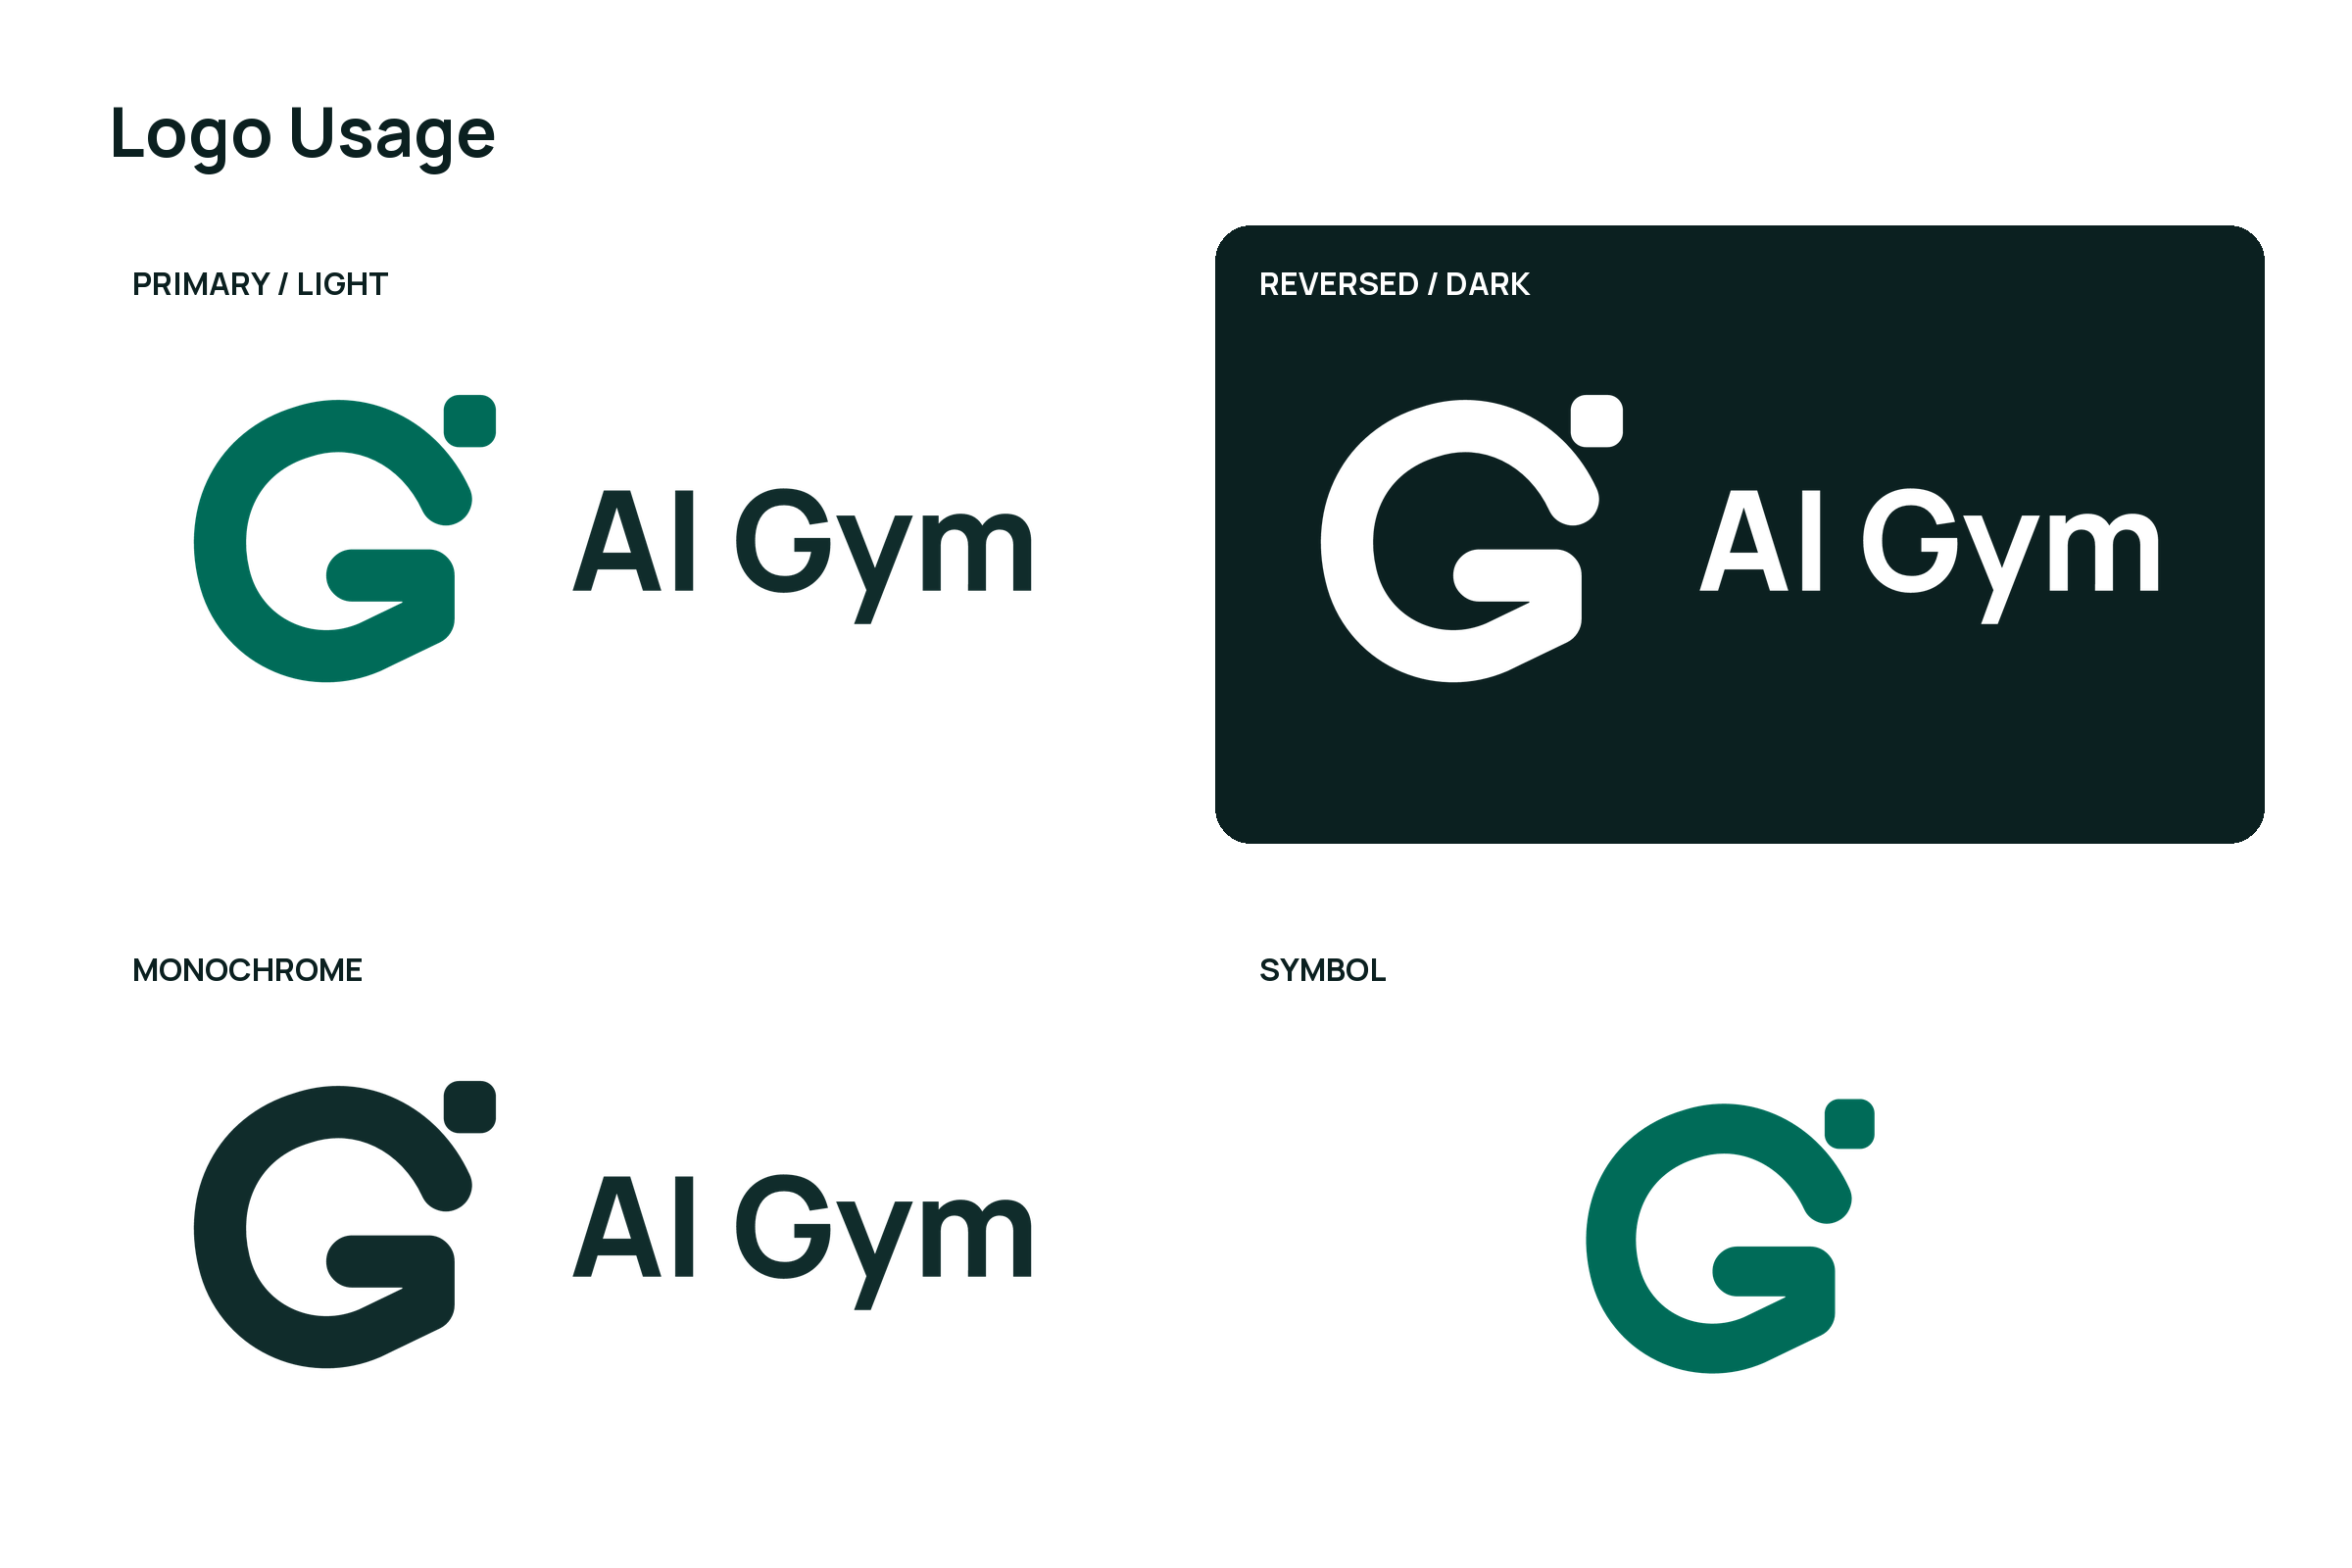 Logo Usage
PRIMARY / LIGHT
AI Gym
REVERSED / DARK
AI Gym
MONOCHROME
AI Gym
SYMBOL